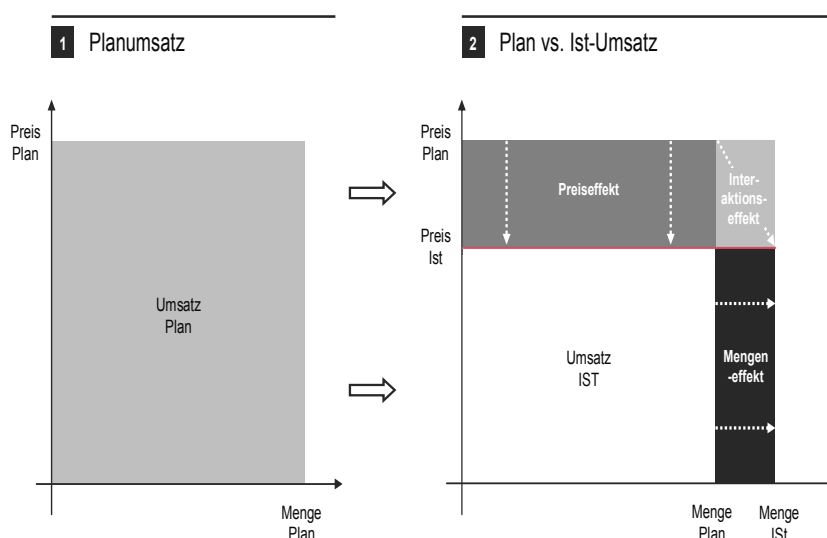 1 Planumsatz
Preis
Plan
Umsatz
Plan
Menge
Plan
2 Plan vs. Ist-Umsatz
Preis
Plan
Preiseffekt
Inter-
aktions-
effekt
Preis
Ist
Umsatz
IST
Mengen
-effekt
Menge
Plan
Menge
ISt